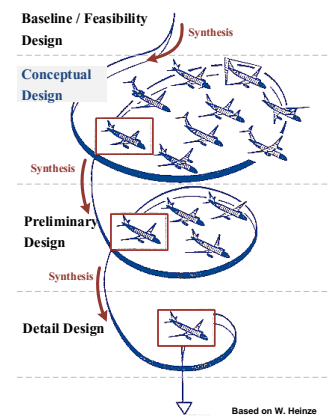 Baseline / Feasibility
Design
Synthesis
Conceptual
Design
Synthesis
Preliminary
Design
Synthesis
Detail Design
Based on W. Heinze